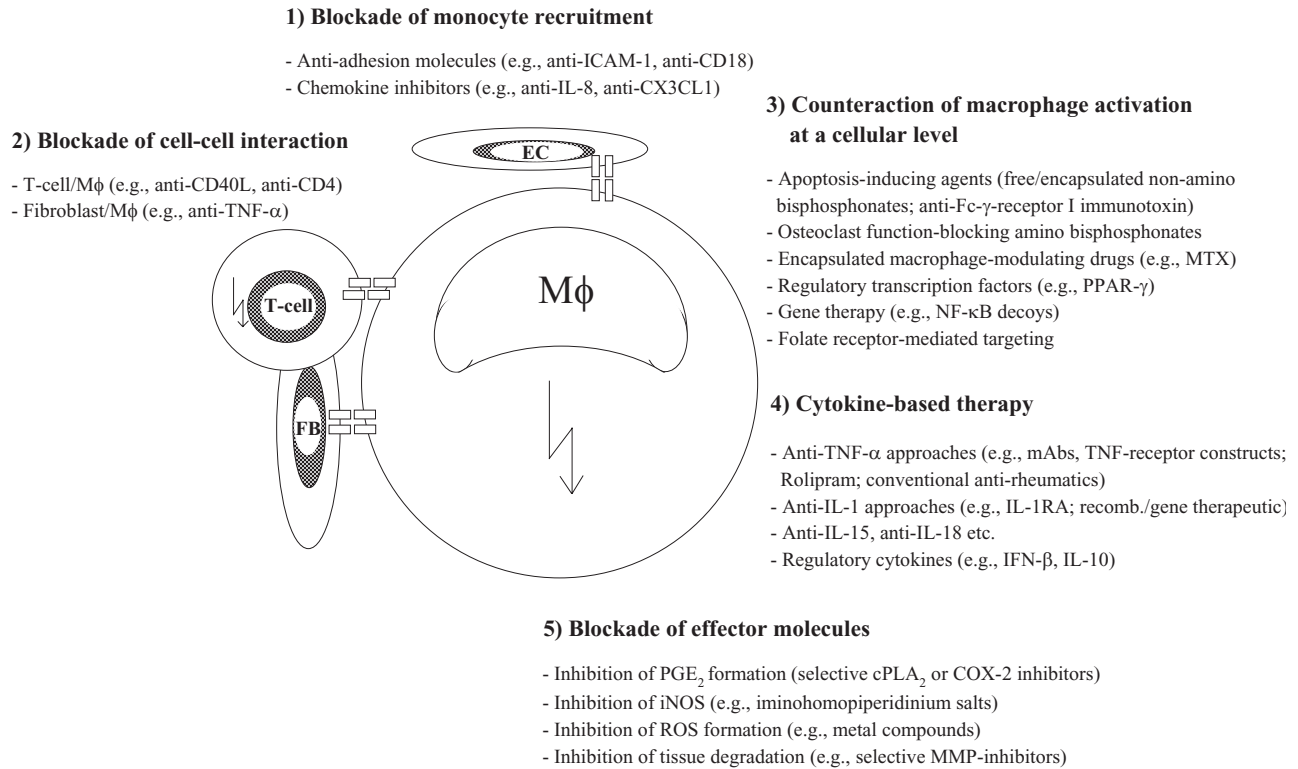 1) Blockade of monocyte recruitment
- Anti-adhesion molecules (e.g., anti-ICAM-1, anti-CD18)
- Chemokine inhibitors (e.g., anti-IL-8, anti-CX3CL1)
2) Blockade of cell-cell interaction
- T-cell/Mϕ (e.g., anti-CD40L, anti-CD4)
- Fibroblast/Mϕ (e.g., anti-TNF-α)
3) Counteraction of macrophage activation
at a cellular level
- Apoptosis-inducing agents (free/encapsulated non-amino
bisphosphonates; anti-Fc-γ-receptor I immunotoxin)
- Osteoclast function-blocking amino bisphosphonates
- Encapsulated macrophage-modulating drugs (e.g., MTX)
- Regulatory transcription factors (e.g., PPAR-γ)
- Gene therapy (e.g., NF-κB decoys)
- Folate receptor-mediated targeting
EC
Mϕ
T-cell
FB
4) Cytokine-based therapy
- Anti-TNF-α approaches (e.g., mAbs, TNF-receptor constructs;
Rolipram; conventional anti-rheumatics)
- Anti-IL-1 approaches (e.g., IL-1RA; recomb./gene therapeutic)
- Anti-IL-15, anti-IL-18 etc.
- Regulatory cytokines (e.g., IFN-β, IL-10)
5) Blockade of effector molecules
- Inhibition of PGE₂ formation (selective cPLA₂ or COX-2 inhibitors)
- Inhibition of iNOS (e.g., iminohomopiperidinium salts)
- Inhibition of ROS formation (e.g., metal compounds)
- Inhibition of tissue degradation (e.g., selective MMP-inhibitors)